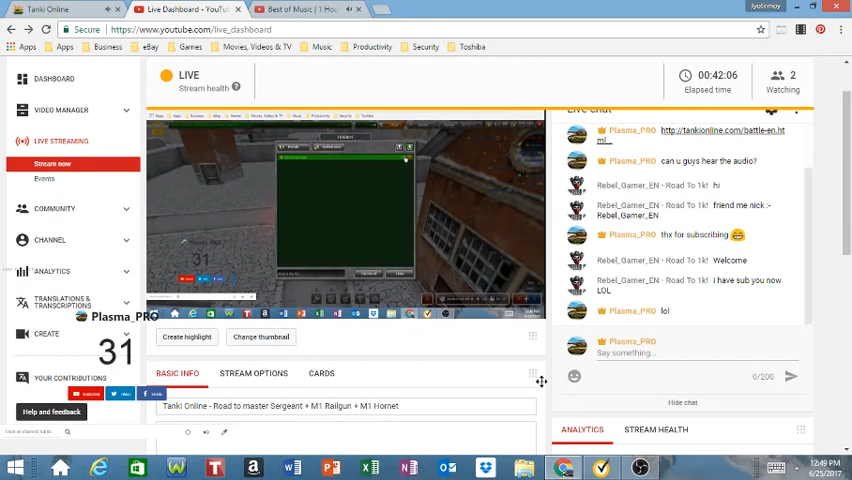 Tanki Online
Live Dashboard - YouTu
Best of Music | 1 Hou
Jyotirmoy
Secure
https://www.youtube.com/live_dashboard
Apps
Apps
Business
eBay
Games
Movies, Videos & TV
Music
Productivity
Security
Toshiba
DASHBOARD
VIDEO MANAGER
LIVE STREAMING
Stream now
Events
COMMUNITY
CHANNEL
ANALYTICS
TRANSLATIONS &
TRANSCRIPTIONS
Plasma_PRO
31
CREATE
YOUR CONTRIBUTIONS
Help and feedback
LIVE
Stream health
00:42:06
Elapsed time
2
Watching
31
Create highlight
Change thumbnail
BASIC INFO
STREAM OPTIONS
CARDS
Tanki Online - Road to master Sergeant + M1 Railgun + M1 Hornet
Live chat
Plasma_PRO http://tankionline.com/battle-en.ht
ml...
Plasma_PRO can u guys hear the audio?
Rebel_Gamer_EN - Road To 1k! hi
Rebel_Gamer_EN - Road To 1k! friend me nick :-
Rebel_Gamer_EN
Plasma_PRO thx for subscribing
Rebel_Gamer_EN - Road To 1k! Welcome
Rebel_Gamer_EN - Road To 1k! I have sub you now
LOL
Plasma_PRO lol
Plasma_PRO
Say something...
0/200
Hide chat
ANALYTICS
STREAM HEALTH
12:49 PM
6/25/2017